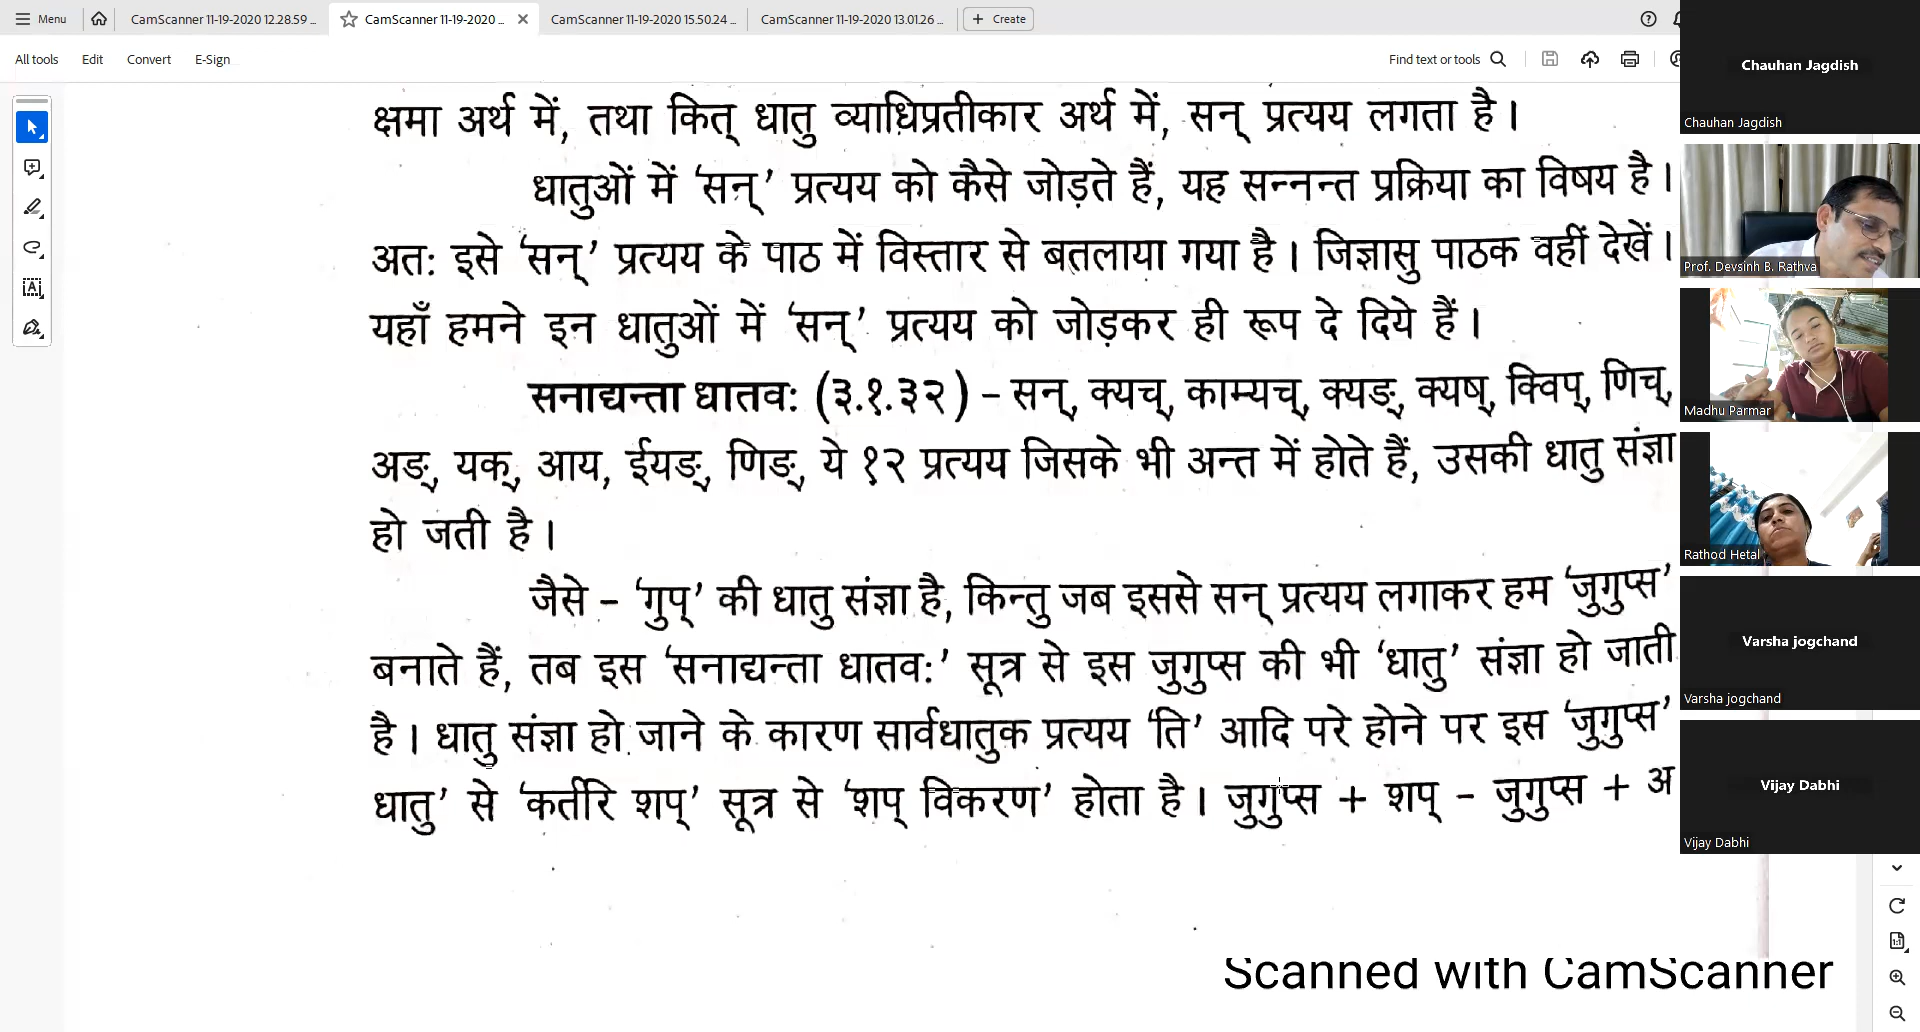 Menu
CamScanner 11-19-2020 12.28.59 ...
CamScanner 11-19-2020 ...
CamScanner 11-19-2020 15.50.24 ...
CamScanner 11-19-2020 13.01.26 ...
Create
All tools
Edit
Convert
E-Sign
Find text or tools
क्षमा अर्थ में, तथा कित् धातु व्याधिप्रतीकार अर्थ में, सन् प्रत्यय लगता है।
धातुओं में ‘सन्’ प्रत्यय को कैसे जोड़ते हैं, यह सन्नन्त प्रक्रिया का विषय है।
अत: इसे ‘सन्’ प्रत्यय के पाठ में विस्तार से बतलाया गया है। जिज्ञासु पाठक वहीं देखें।
यहाँ हमने इन धातुओं में ‘सन्’ प्रत्यय को जोड़कर ही रूप दे दिये हैं।
सनाद्यन्ता धातव: (३.१.३२) – सन्, क्यच्, काम्यच्, क्यङ्, क्यष्, क्विप्, णिच्,
अङ्, यक्, आय, ईयङ्, णिङ्, ये १२ प्रत्यय जिसके भी अन्त में होते हैं, उसकी धातु संज्ञा
हो जती है।
जैसे – ‘गुप्’ की धातु संज्ञा है, किन्तु जब इससे सन् प्रत्यय लगाकर हम ‘जुगुप्स’
बनाते हैं, तब इस ‘सनाद्यन्ता धातव:’ सूत्र से इस जुगुप्स की भी ‘धातु’ संज्ञा हो जाती
है। धातु संज्ञा हो जाने के कारण सार्वधातुक प्रत्यय ‘ति’ आदि परे होने पर इस ‘जुगुप्स’
धातु’ से ‘कर्तरि शप्’ सूत्र से ‘शप् विकरण’ होता है। जुगुप्स + शप् – जुगुप्स + अ
Scanned with CamScanner
Chauhan Jagdish
Chauhan Jagdish
Prof. Devsinh B. Rathva
Madhu Parmar
Rathod Hetal
Varsha jogchand
Varsha jogchand
Vijay Dabhi
Vijay Dabhi